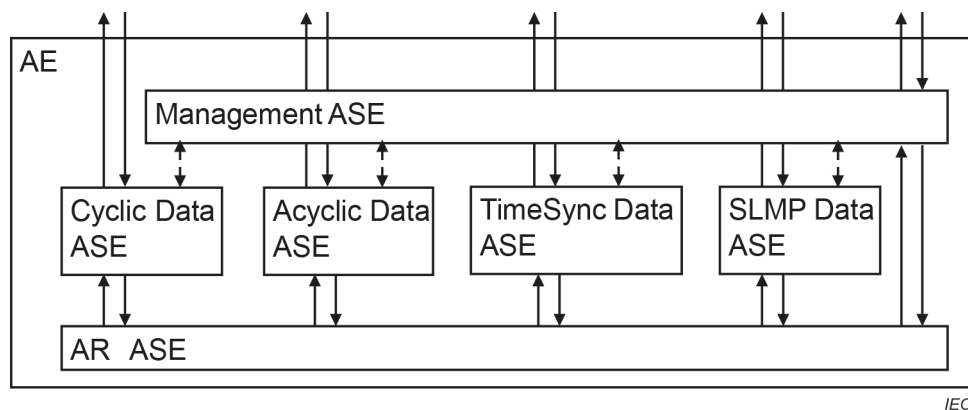 AE
Management ASE
Cyclic Data
ASE
Acyclic Data
ASE
TimeSync Data
ASE
SLMP Data
ASE
AR ASE
IEC